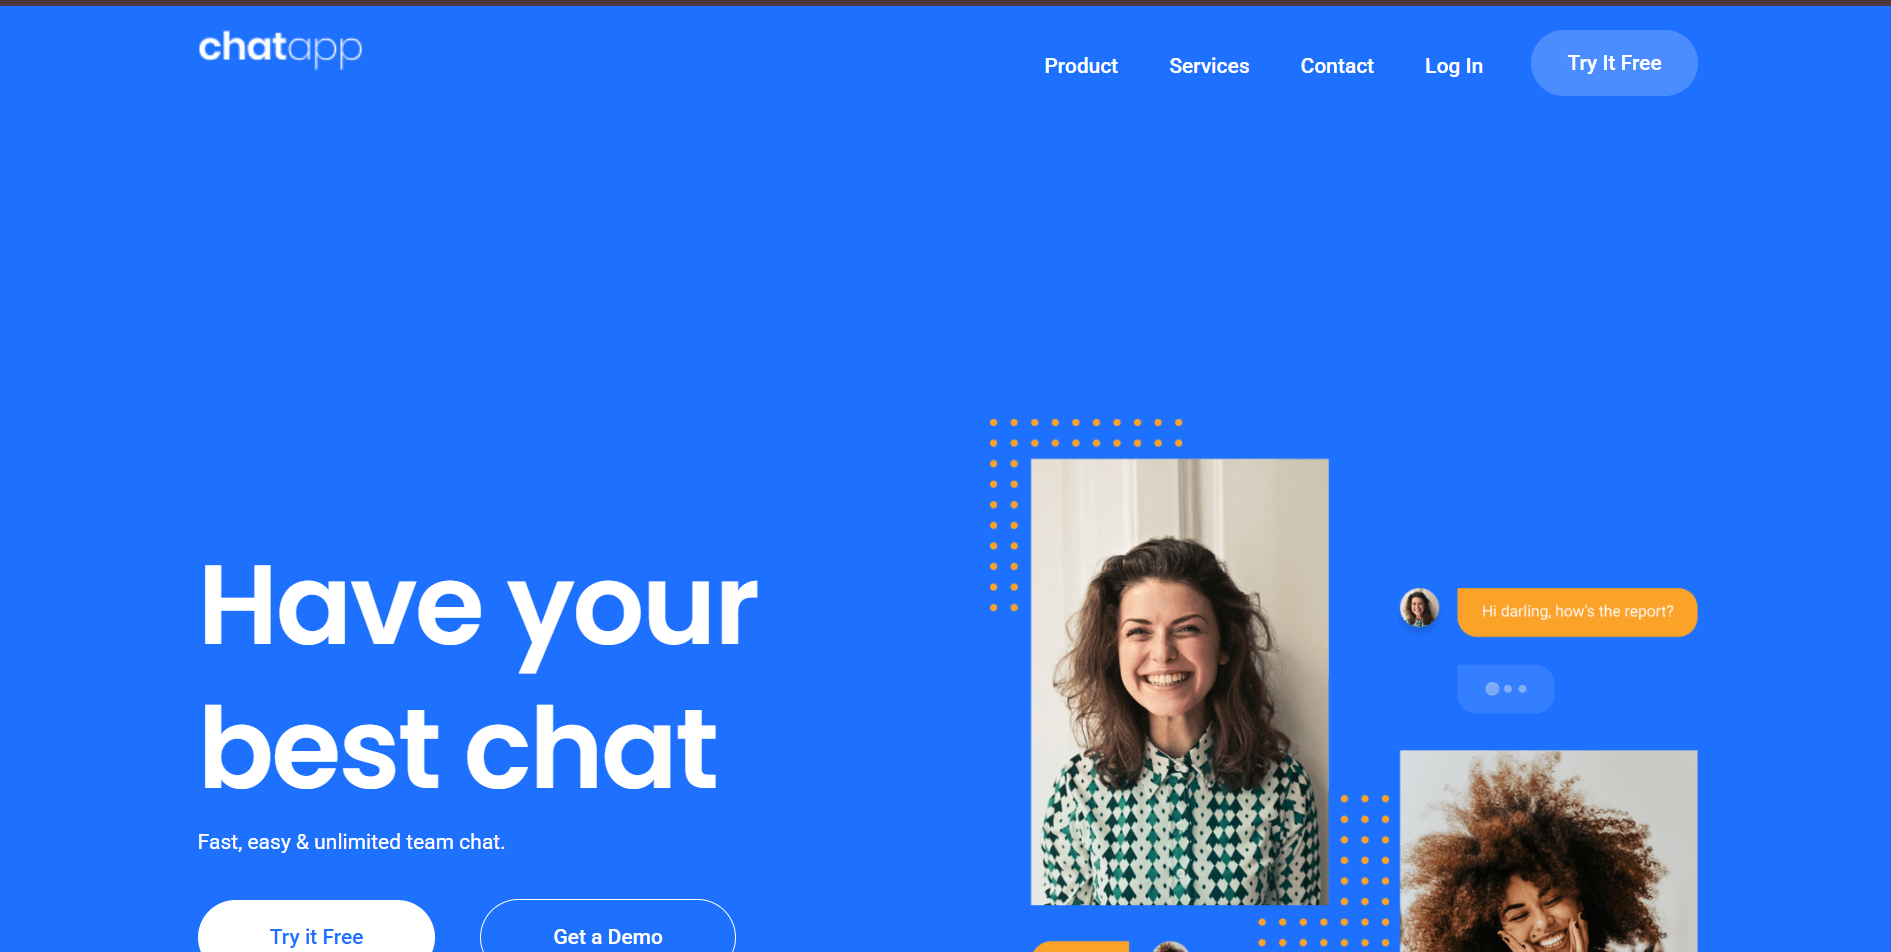 chatapp
Product Services Contact Log In Try It Free
Have your
best chat
Fast, easy & unlimited team chat.
Try it Free Get a Demo
Hi darling, how's the report?